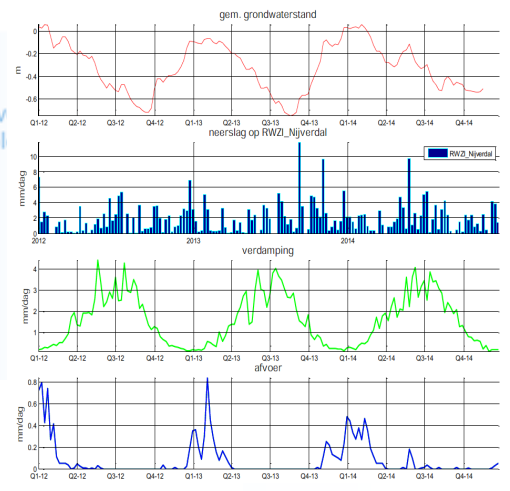 gem. grondwaterstand
0
-0.2
-0.4
-0.6
m
Q1-12 Q2-12 Q3-12 Q4-12 Q1-13 Q2-13 Q3-13 Q4-13 Q1-14 Q2-14 Q3-14 Q4-14
neerslag op RWZI_Nijverdal
RWZI_Nijverdal
10
8
6
4
2
0
mm/dag
2012 2013 2014
verdamping
4
3
2
1
mm/dag
Q1-12 Q2-12 Q3-12 Q4-12 Q1-13 Q2-13 Q3-13 Q4-13 Q1-14 Q2-14 Q3-14 Q4-14
afvoer
0.8
0.6
0.4
0.2
0
mm/dag
Q1-12 Q2-12 Q3-12 Q4-12 Q1-13 Q2-13 Q3-13 Q4-13 Q1-14 Q2-14 Q3-14 Q4-14